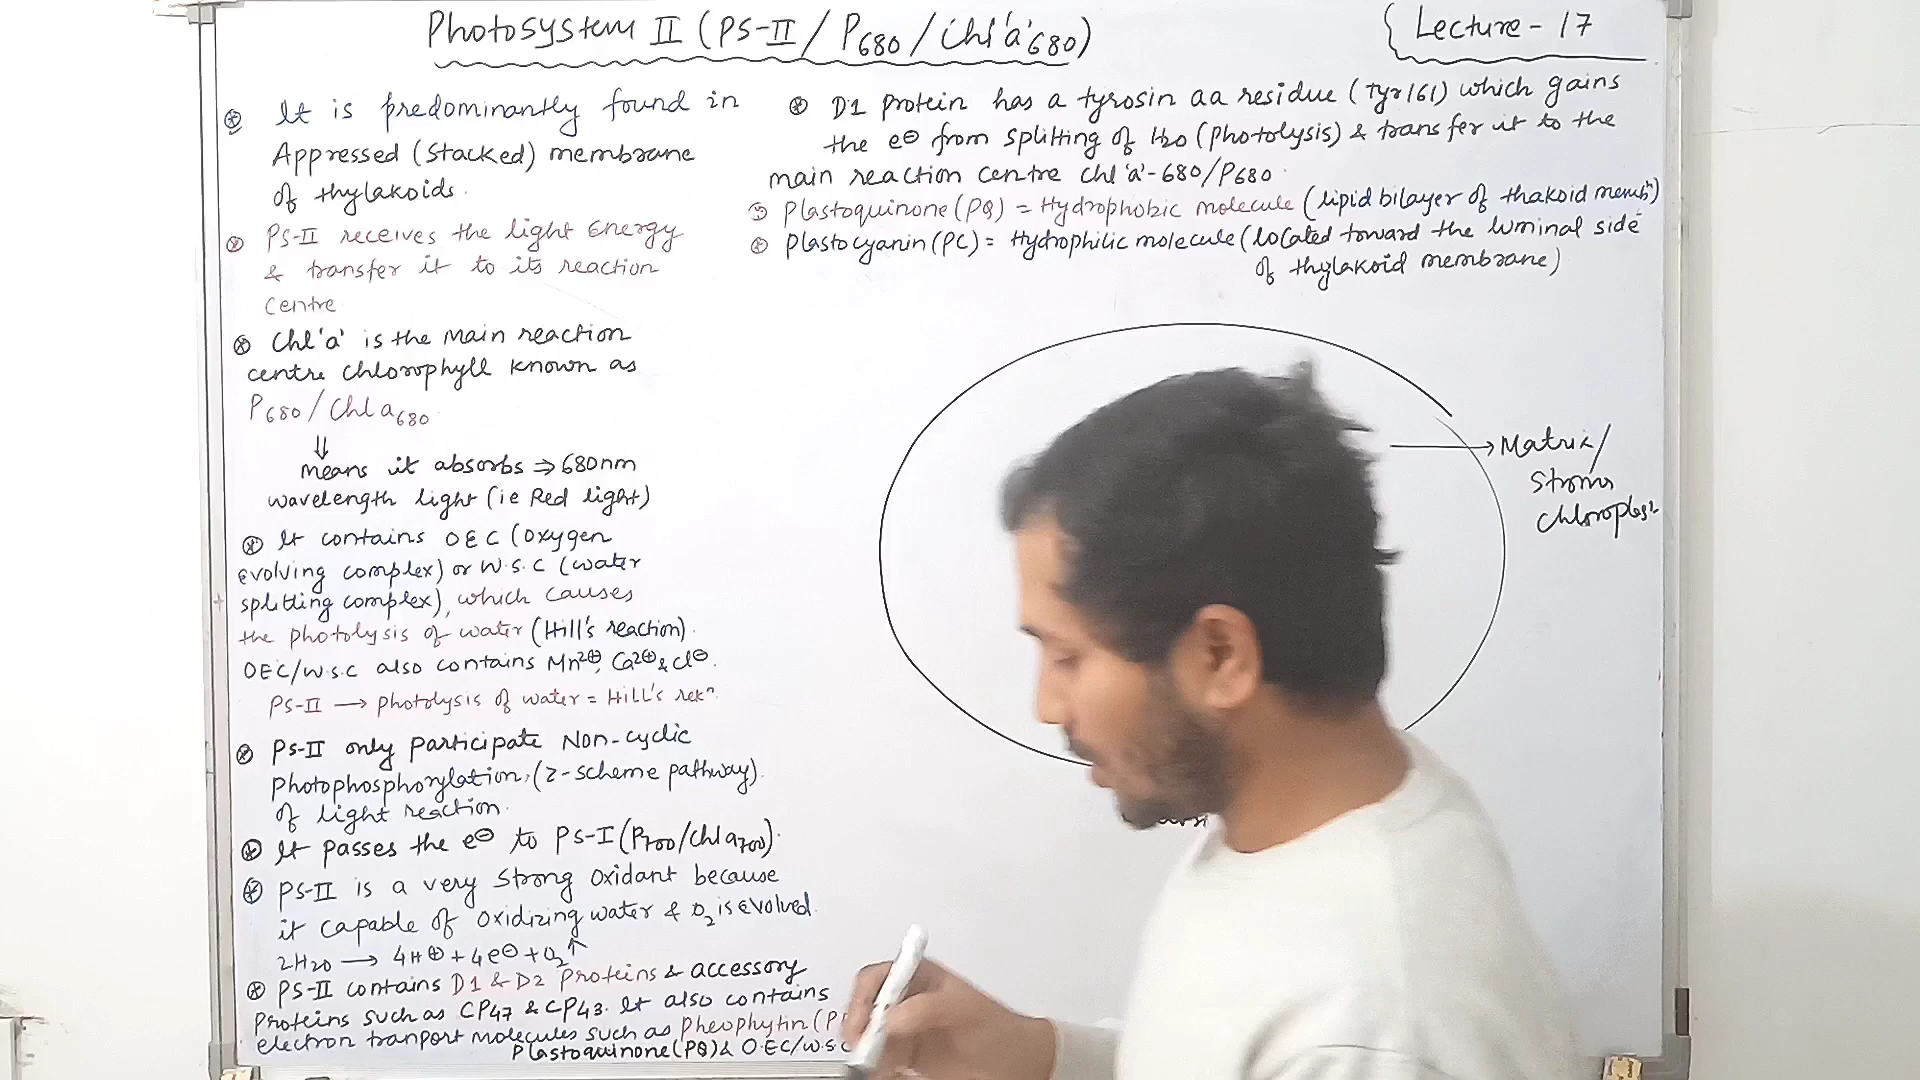 Photosystem II (PS-II / P680 / Chl 'a' 680)
Lecture - 17
It is predominantly found in
Appressed (Stacked) membrane
of thylakoids.
PS-II receives the light Energy
& transfer it to its reaction
Centre
Chl 'a' is the main reaction
centre chlorophyll known as
P680 / Chl a680
⇓
means it absorbs ⇒ 680nm
wavelength light (ie Red light)
It contains OEC (Oxygen
evolving complex) or W.S.C (water
splitting complex), which causes
the photolysis of water (Hill's reaction).
OEC/W.S.C also contains Mn2⊕, Ca2⊕ & Cl⊖.
PS-II → photolysis of water = Hill's rexn.
PS-II only participate Non-cyclic
Photophosphorylation, (Z-scheme pathway)
of light reaction.
It passes the e⊖ to PS-I (P700/Chl a700).
PS-II is a very strong oxidant because
it capable of oxidizing water & O2 is evolved.
2H2O → 4H⊕ + 4e⊖ + O2↑
PS-II contains D1 & D2 Proteins & accessory
Proteins such as CP47 & CP43. It also contains
electron tranport molecules such as Pheophytin (P
Plastoquinone(PQ) & O.EC/W.S.C
D1 protein has a tyrosin aa residue (Tyr161) which gains
the e⊖ from splitting of H2O (Photolysis) & transfer it to the
main reaction centre chl 'a'-680/P680.
Plastoquinone (PQ) = Hydrophobic molecule (lipid bilayer of thakoid membn)
Plastocyanin (PC) = Hydrophilic molecule (located toward the luminal side
of thylakoid membrane)
Matrix/
Stroma